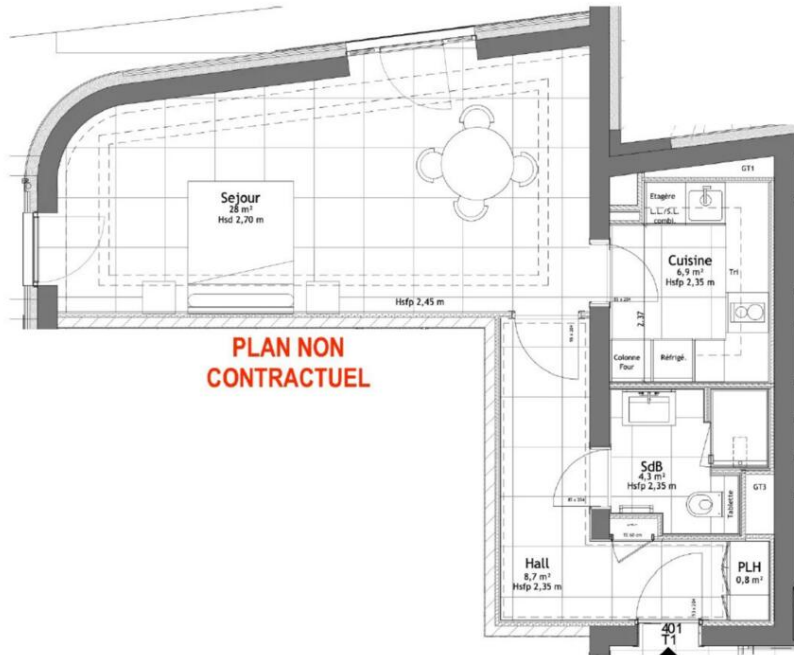 GT1
Etagère
L.L./S.L.
combi.
Sejour
28 m²
Hsd 2,70 m
Cuisine
6,9 m²
Hsfp 2,35 m
Tri
Hsfp 2,45 m
2.37
PLAN NON
CONTRACTUEL
Colonne
Four
Réfrigé.
SdB
4,3 m²
Hsfp 2,35 m
Tablette
GT3
Hall
8,7 m²
Hsfp 2,35 m
PLH
0,8 m²
401
T1